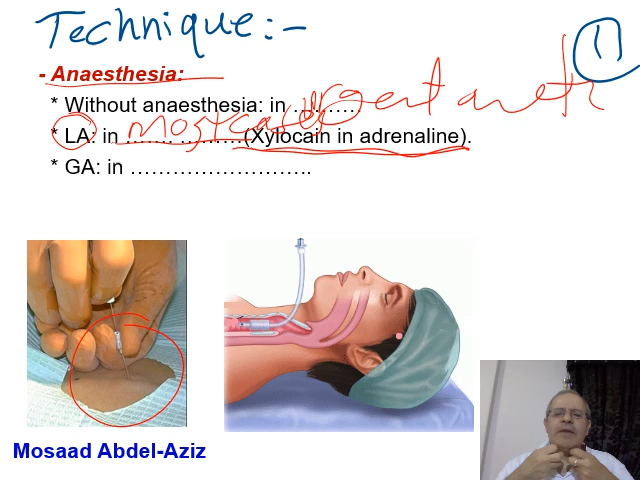 Technique:-
①
- Anaesthesia:
* Without anaesthesia: in ………… urgent
* LA: in ……. ……… (Xylocain in adrenaline). most cases
* GA: in ……………………..
Mosaad Abdel-Aziz